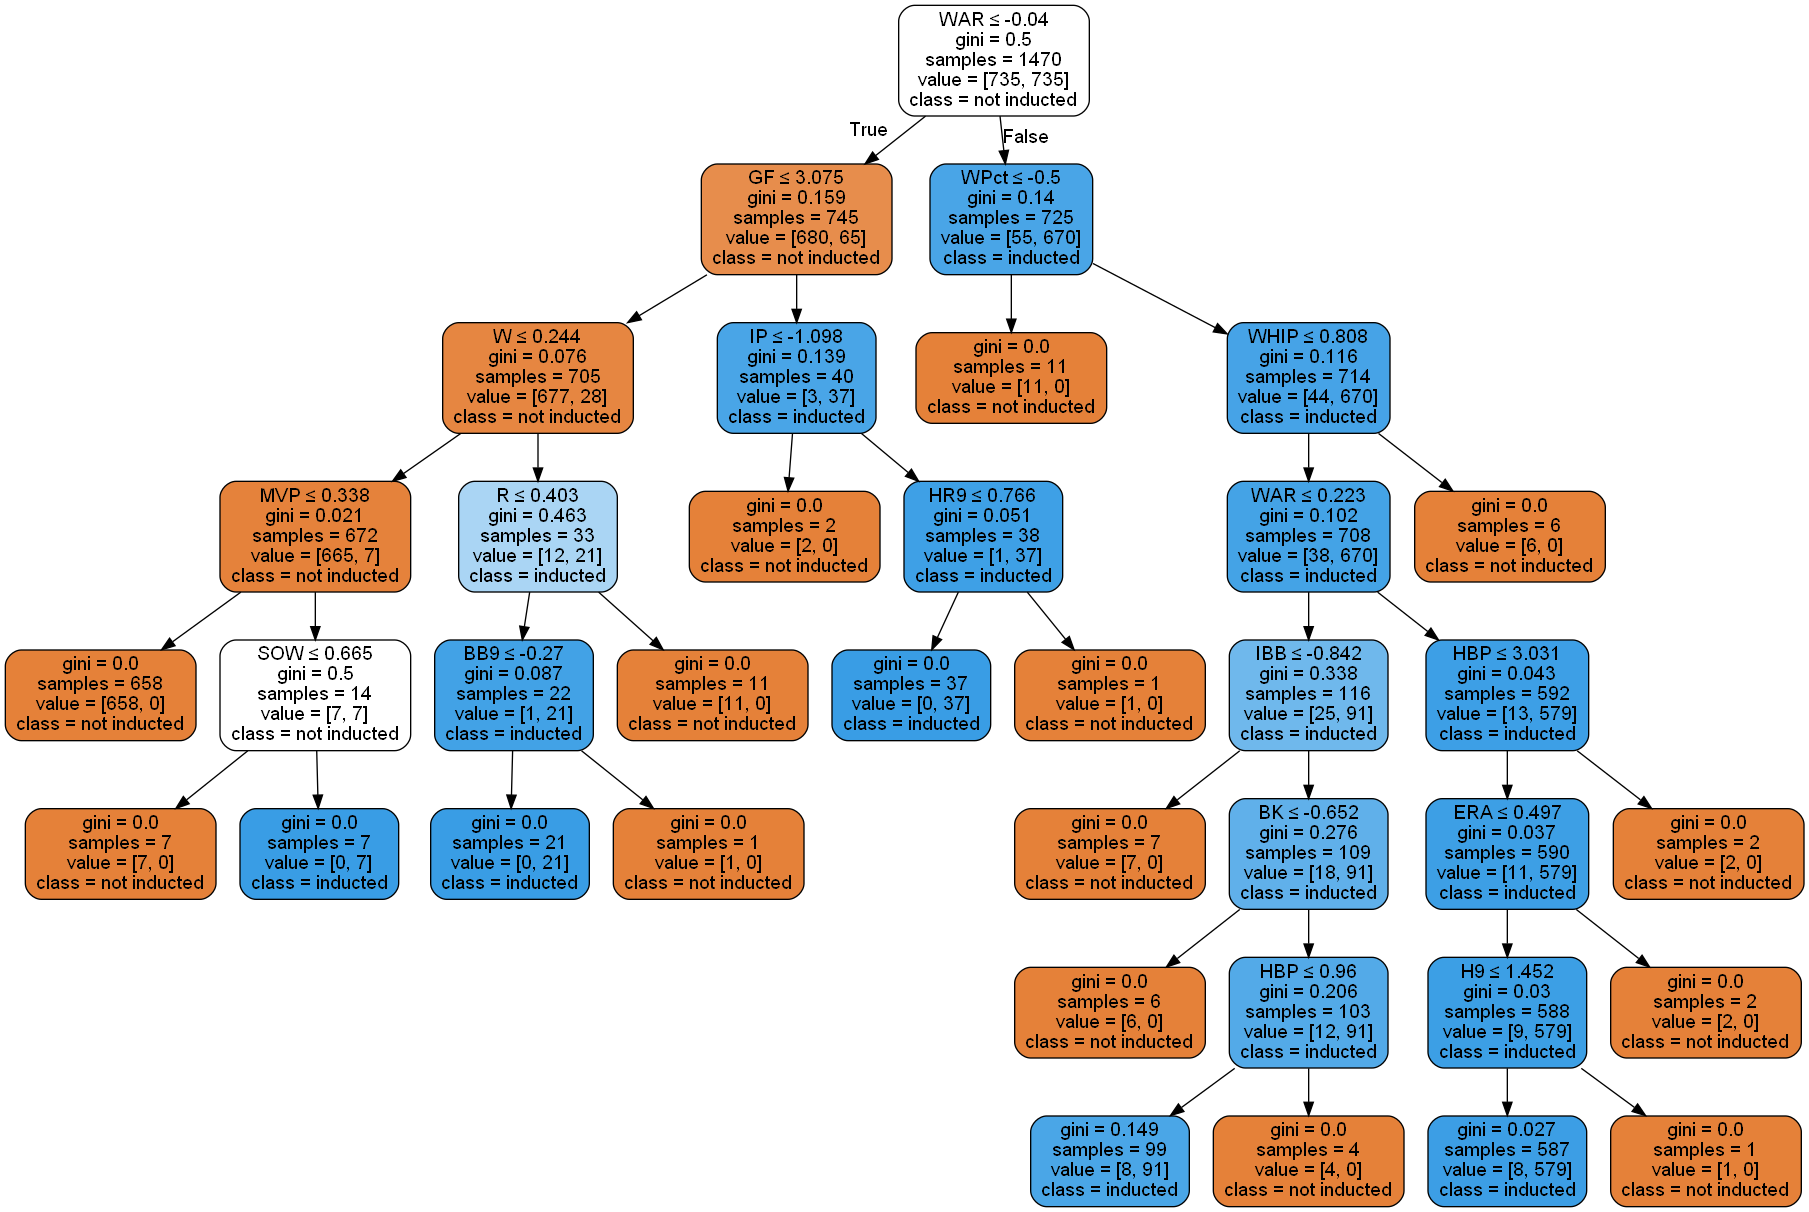 WAR ≤ -0.04
gini = 0.5
samples = 1470
value = [735, 735]
class = not inducted
True
False
GF ≤ 3.075
gini = 0.159
samples = 745
value = [680, 65]
class = not inducted
WPct ≤ -0.5
gini = 0.14
samples = 725
value = [55, 670]
class = inducted
W ≤ 0.244
gini = 0.076
samples = 705
value = [677, 28]
class = not inducted
IP ≤ -1.098
gini = 0.139
samples = 40
value = [3, 37]
class = inducted
gini = 0.0
samples = 11
value = [11, 0]
class = not inducted
WHIP ≤ 0.808
gini = 0.116
samples = 714
value = [44, 670]
class = inducted
MVP ≤ 0.338
gini = 0.021
samples = 672
value = [665, 7]
class = not inducted
R ≤ 0.403
gini = 0.463
samples = 33
value = [12, 21]
class = inducted
gini = 0.0
samples = 2
value = [2, 0]
class = not inducted
HR9 ≤ 0.766
gini = 0.051
samples = 38
value = [1, 37]
class = inducted
WAR ≤ 0.223
gini = 0.102
samples = 708
value = [38, 670]
class = inducted
gini = 0.0
samples = 6
value = [6, 0]
class = not inducted
gini = 0.0
samples = 658
value = [658, 0]
class = not inducted
SOW ≤ 0.665
gini = 0.5
samples = 14
value = [7, 7]
class = not inducted
BB9 ≤ -0.27
gini = 0.087
samples = 22
value = [1, 21]
class = inducted
gini = 0.0
samples = 11
value = [11, 0]
class = not inducted
gini = 0.0
samples = 37
value = [0, 37]
class = inducted
gini = 0.0
samples = 1
value = [1, 0]
class = not inducted
IBB ≤ -0.842
gini = 0.338
samples = 116
value = [25, 91]
class = inducted
HBP ≤ 3.031
gini = 0.043
samples = 592
value = [13, 579]
class = inducted
gini = 0.0
samples = 7
value = [7, 0]
class = not inducted
gini = 0.0
samples = 7
value = [0, 7]
class = inducted
gini = 0.0
samples = 21
value = [0, 21]
class = inducted
gini = 0.0
samples = 1
value = [1, 0]
class = not inducted
gini = 0.0
samples = 7
value = [7, 0]
class = not inducted
BK ≤ -0.652
gini = 0.276
samples = 109
value = [18, 91]
class = inducted
ERA ≤ 0.497
gini = 0.037
samples = 590
value = [11, 579]
class = inducted
gini = 0.0
samples = 2
value = [2, 0]
class = not inducted
gini = 0.0
samples = 6
value = [6, 0]
class = not inducted
HBP ≤ 0.96
gini = 0.206
samples = 103
value = [12, 91]
class = inducted
H9 ≤ 1.452
gini = 0.03
samples = 588
value = [9, 579]
class = inducted
gini = 0.0
samples = 2
value = [2, 0]
class = not inducted
gini = 0.149
samples = 99
value = [8, 91]
class = inducted
gini = 0.0
samples = 4
value = [4, 0]
class = not inducted
gini = 0.027
samples = 587
value = [8, 579]
class = inducted
gini = 0.0
samples = 1
value = [1, 0]
class = not inducted